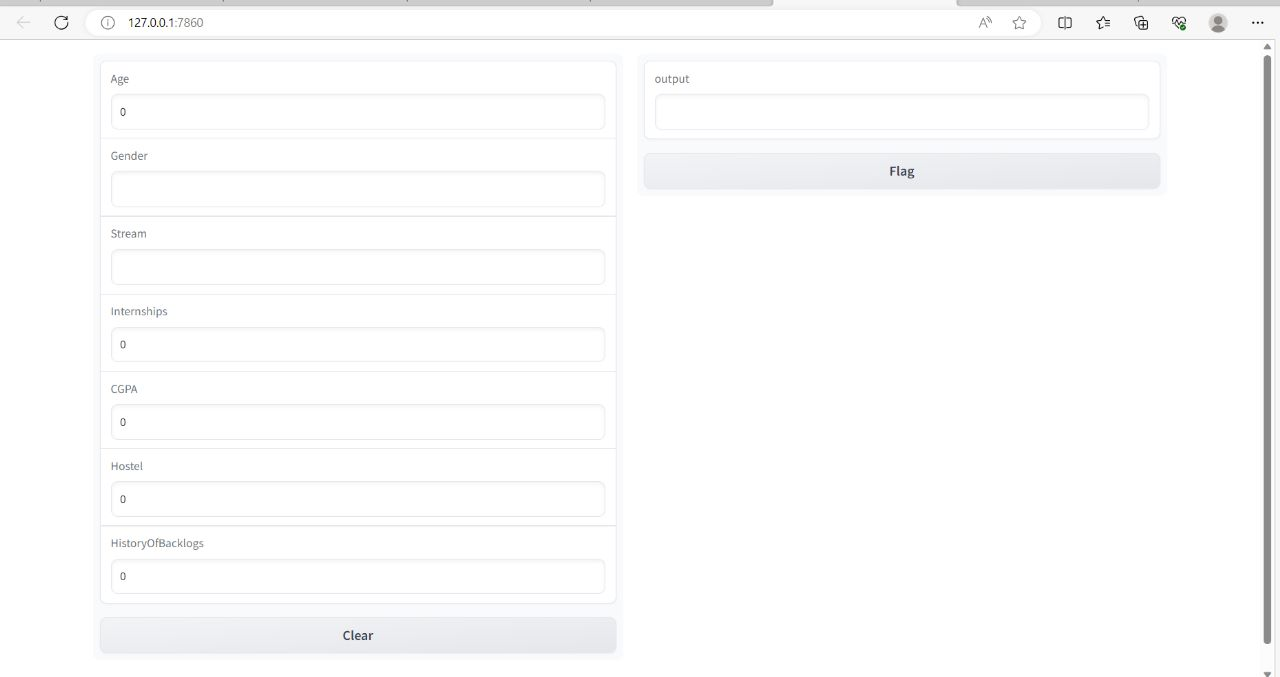 127.0.0.1:7860
Age
0
Gender
Stream
Internships
0
CGPA
0
Hostel
0
HistoryOfBacklogs
0
Clear
output
Flag